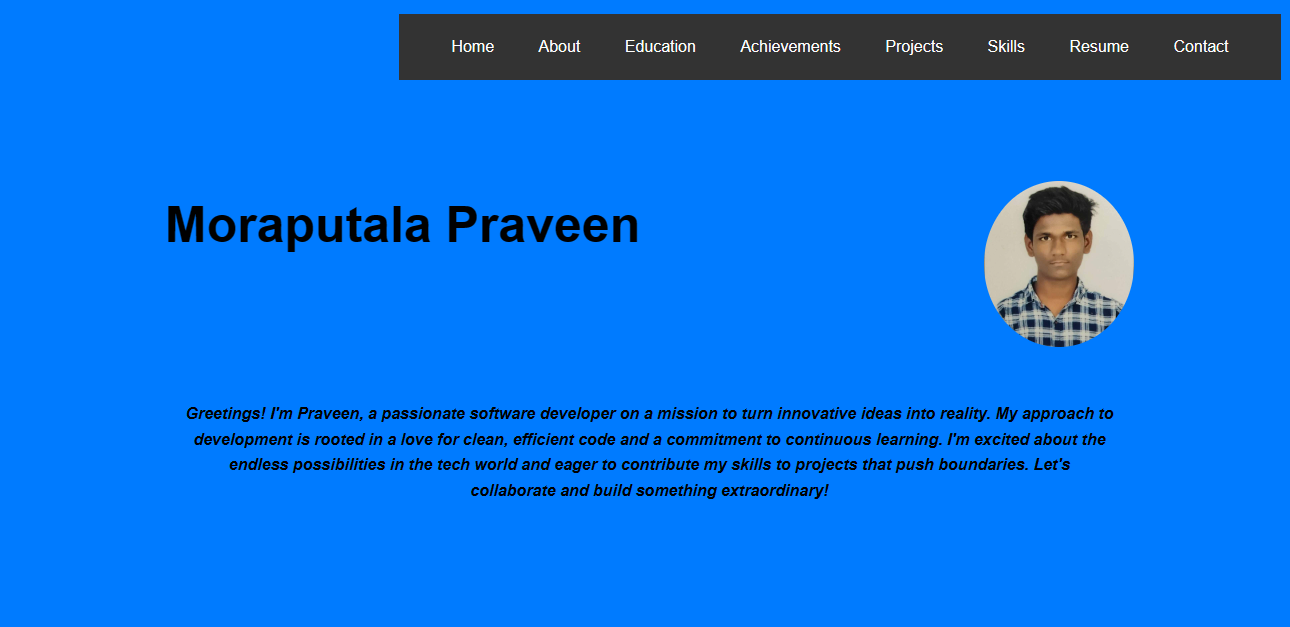 Home About Education Achievements Projects Skills Resume Contact
Moraputala Praveen
Greetings! I'm Praveen, a passionate software developer on a mission to turn innovative ideas into reality. My approach to
development is rooted in a love for clean, efficient code and a commitment to continuous learning. I'm excited about the
endless possibilities in the tech world and eager to contribute my skills to projects that push boundaries. Let's
collaborate and build something extraordinary!